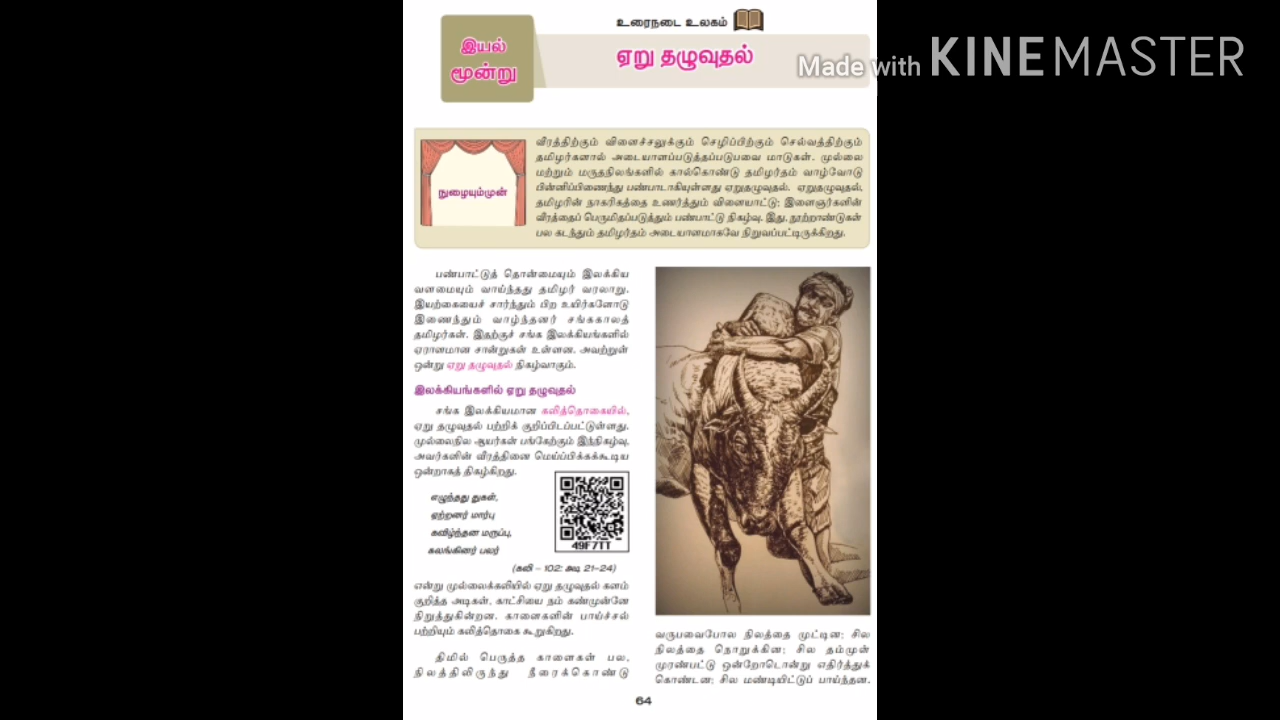 உரைநடை உலகம்
இயல்
மூன்று
ஏறு தழுவுதல்
Made with KINEMASTER
நுழையும்முன்
வீரத்திற்கும் விளைச்சலுக்கும் செழிப்பிற்கும் செல்வத்திற்கும்
தமிழர்களால் அடையாளப்படுத்தப்படுபவை மாடுகள். முல்லை
மற்றும் மருதநிலங்களில் கால்கொண்டு தமிழர்தம் வாழ்வோடு
பின்னிப்பிணைந்து பண்பாடாகியுள்ளது ஏறுதழுவுதல். ஏறுதழுவுதல்,
தமிழரின் நாகரிகத்தை உணர்த்தும் விளையாட்டு; இளைஞர்களின்
வீரத்தைப் பெருமிதப்படுத்தும் பண்பாட்டு நிகழ்வு. இது, நூற்றாண்டுகள்
பல கடந்தும் தமிழர்தம் அடையாளமாகவே நிறுவப்பட்டிருக்கிறது.
பண்பாட்டுத் தொன்மையும் இலக்கிய
வளமையும் வாய்ந்தது தமிழர் வரலாறு.
இயற்கையைச் சார்ந்தும் பிற உயிர்களோடு
இணைந்தும் வாழ்ந்தனர் சங்ககாலத்
தமிழர்கள். இதற்குச் சங்க இலக்கியங்களில்
ஏராளமான சான்றுகள் உள்ளன. அவற்றுள்
ஒன்று ஏறு தழுவுதல் நிகழ்வாகும்.
இலக்கியங்களில் ஏறு தழுவுதல்
சங்க இலக்கியமான கலித்தொகையில்,
ஏறு தழுவுதல் பற்றிக் குறிப்பிடப்பட்டுள்ளது.
முல்லைநில ஆயர்கள் பங்கேற்கும் இந்நிகழ்வு,
அவர்களின் வீரத்தினை மெய்ப்பிக்கக்கூடிய
ஒன்றாகத் திகழ்கிறது.
எழுந்தது துகள்,
ஏற்றனர் மார்பு
கவிழ்ந்தன மருப்பு,
கலங்கினர் பலர்
49F7TT
(கலி – 102: அடி 21–24)
என்று முல்லைக்கலியில் ஏறு தழுவுதல் களம்
குறித்த அடிகள், காட்சியை நம் கண்முன்னே
நிறுத்துகின்றன. காளைகளின் பாய்ச்சல்
பற்றியும் கலித்தொகை கூறுகிறது.
திமில் பெருத்த காளைகள் பல,
நிலத்திலிருந்து நீரைக்கொண்டு
வருபவைபோல நிலத்தை முட்டின; சில
நிலத்தை நொறுக்கின; சில தம்முள்
முரண்பட்டு ஒன்றோடொன்று எதிர்த்துக்
கொண்டன; சில மண்டியிட்டுப் பாய்ந்தன.
64